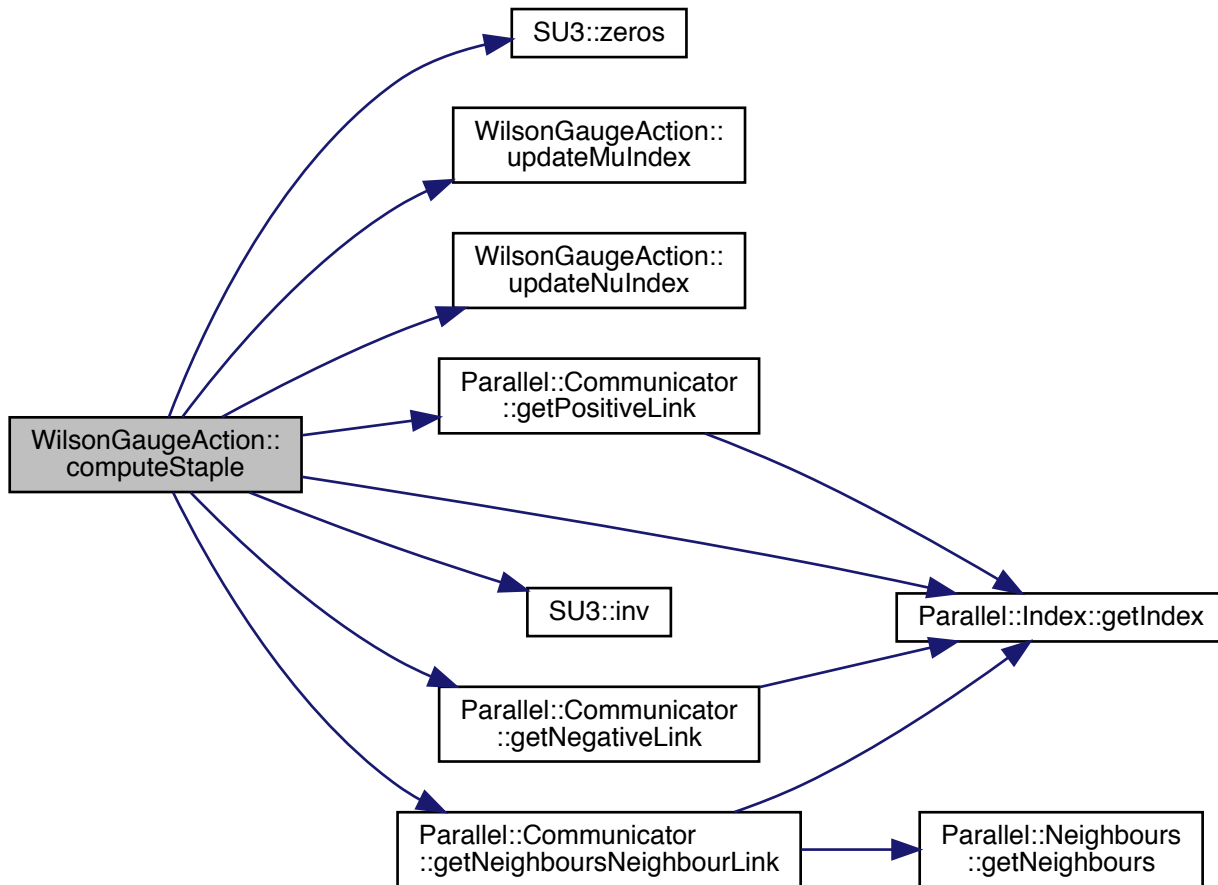 SU3::zeros
WilsonGaugeAction::
updateMuIndex
WilsonGaugeAction::
updateNuIndex
Parallel::Communicator
::getPositiveLink
WilsonGaugeAction::
computeStaple
SU3::inv
Parallel::Index::getIndex
Parallel::Communicator
::getNegativeLink
Parallel::Communicator
::getNeighboursNeighbourLink
Parallel::Neighbours
::getNeighbours